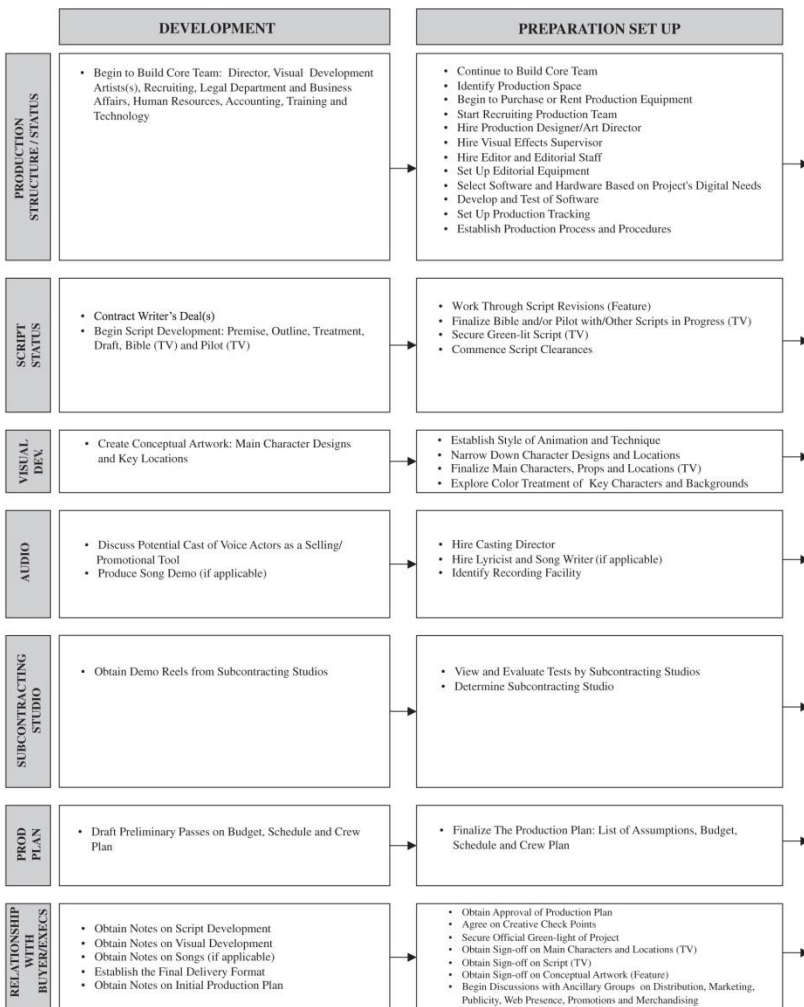 DEVELOPMENT
PREPARATION SET UP
PRODUCTION
STRUCTURE / STATUS
• Begin to Build Core Team: Director, Visual Development
Artists(s), Recruiting, Legal Department and Business
Affairs, Human Resources, Accounting, Training and
Technology
• Continue to Build Core Team
• Identify Production Space
• Begin to Purchase or Rent Production Equipment
• Start Recruiting Production Team
• Hire Production Designer/Art Director
• Hire Visual Effects Supervisor
• Hire Editor and Editorial Staff
• Set Up Editorial Equipment
• Select Software and Hardware Based on Project's Digital Needs
• Develop and Test of Software
• Set Up Production Tracking
• Establish Production Process and Procedures
SCRIPT
STATUS
• Contract Writer's Deal(s)
• Begin Script Development: Premise, Outline, Treatment,
Draft, Bible (TV) and Pilot (TV)
• Work Through Script Revisions (Feature)
• Finalize Bible and/or Pilot with/Other Scripts in Progress (TV)
• Secure Green-lit Script (TV)
• Commence Script Clearances
VISUAL
DEV.
• Create Conceptual Artwork: Main Character Designs
and Key Locations
• Establish Style of Animation and Technique
• Narrow Down Character Designs and Locations
• Finalize Main Characters, Props and Locations (TV)
• Explore Color Treatment of Key Characters and Backgrounds
AUDIO
• Discuss Potential Cast of Voice Actors as a Selling/
Promotional Tool
• Produce Song Demo (if applicable)
• Hire Casting Director
• Hire Lyricist and Song Writer (if applicable)
• Identify Recording Facility
SUBCONTRACTING
STUDIO
• Obtain Demo Reels from Subcontracting Studios
• View and Evaluate Tests by Subcontracting Studios
• Determine Subcontracting Studio
PROD
PLAN
• Draft Preliminary Passes on Budget, Schedule and Crew
Plan
• Finalize The Production Plan: List of Assumptions, Budget,
Schedule and Crew Plan
RELATIONSHIP
WITH
BUYER/EXECS
• Obtain Notes on Script Development
• Obtain Notes on Visual Development
• Obtain Notes on Songs (if applicable)
• Establish the Final Delivery Format
• Obtain Notes on Initial Production Plan
• Obtain Approval of Production Plan
• Agree on Creative Check Points
• Secure Official Green-light of Project
• Obtain Sign-off on Main Characters and Locations (TV)
• Obtain Sign-off on Script (TV)
• Obtain Sign-off on Conceptual Artwork (Feature)
• Begin Discussions with Ancillary Groups on Distribution, Marketing,
Publicity, Web Presence, Promotions and Merchandising